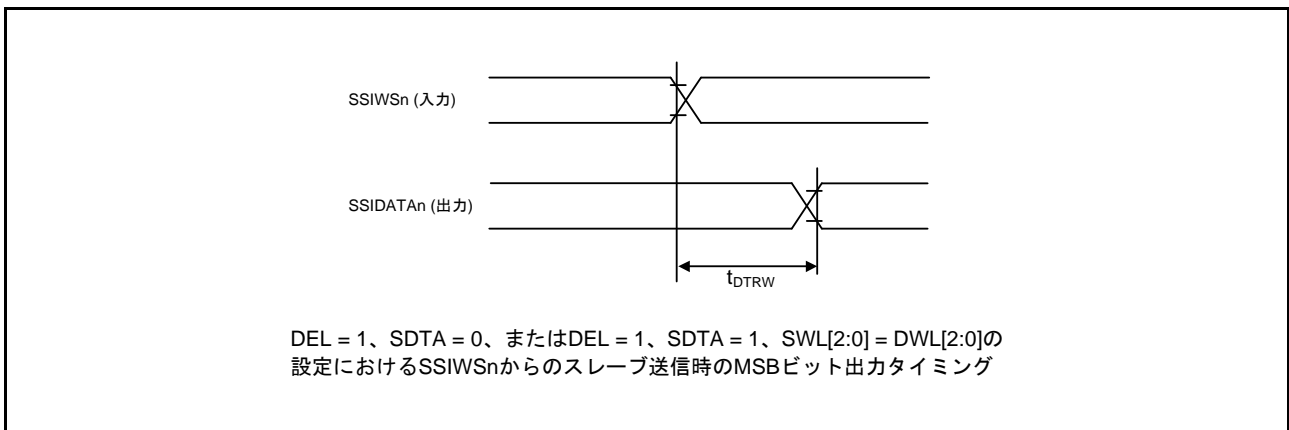 SSIWSn (入力)
SSIDATAn (出力)
tDTRW
DEL = 1、SDTA = 0、またはDEL = 1、SDTA = 1、SWL[2:0] = DWL[2:0]の
設定におけるSSIWSnからのスレーブ送信時のMSBビット出力タイミング